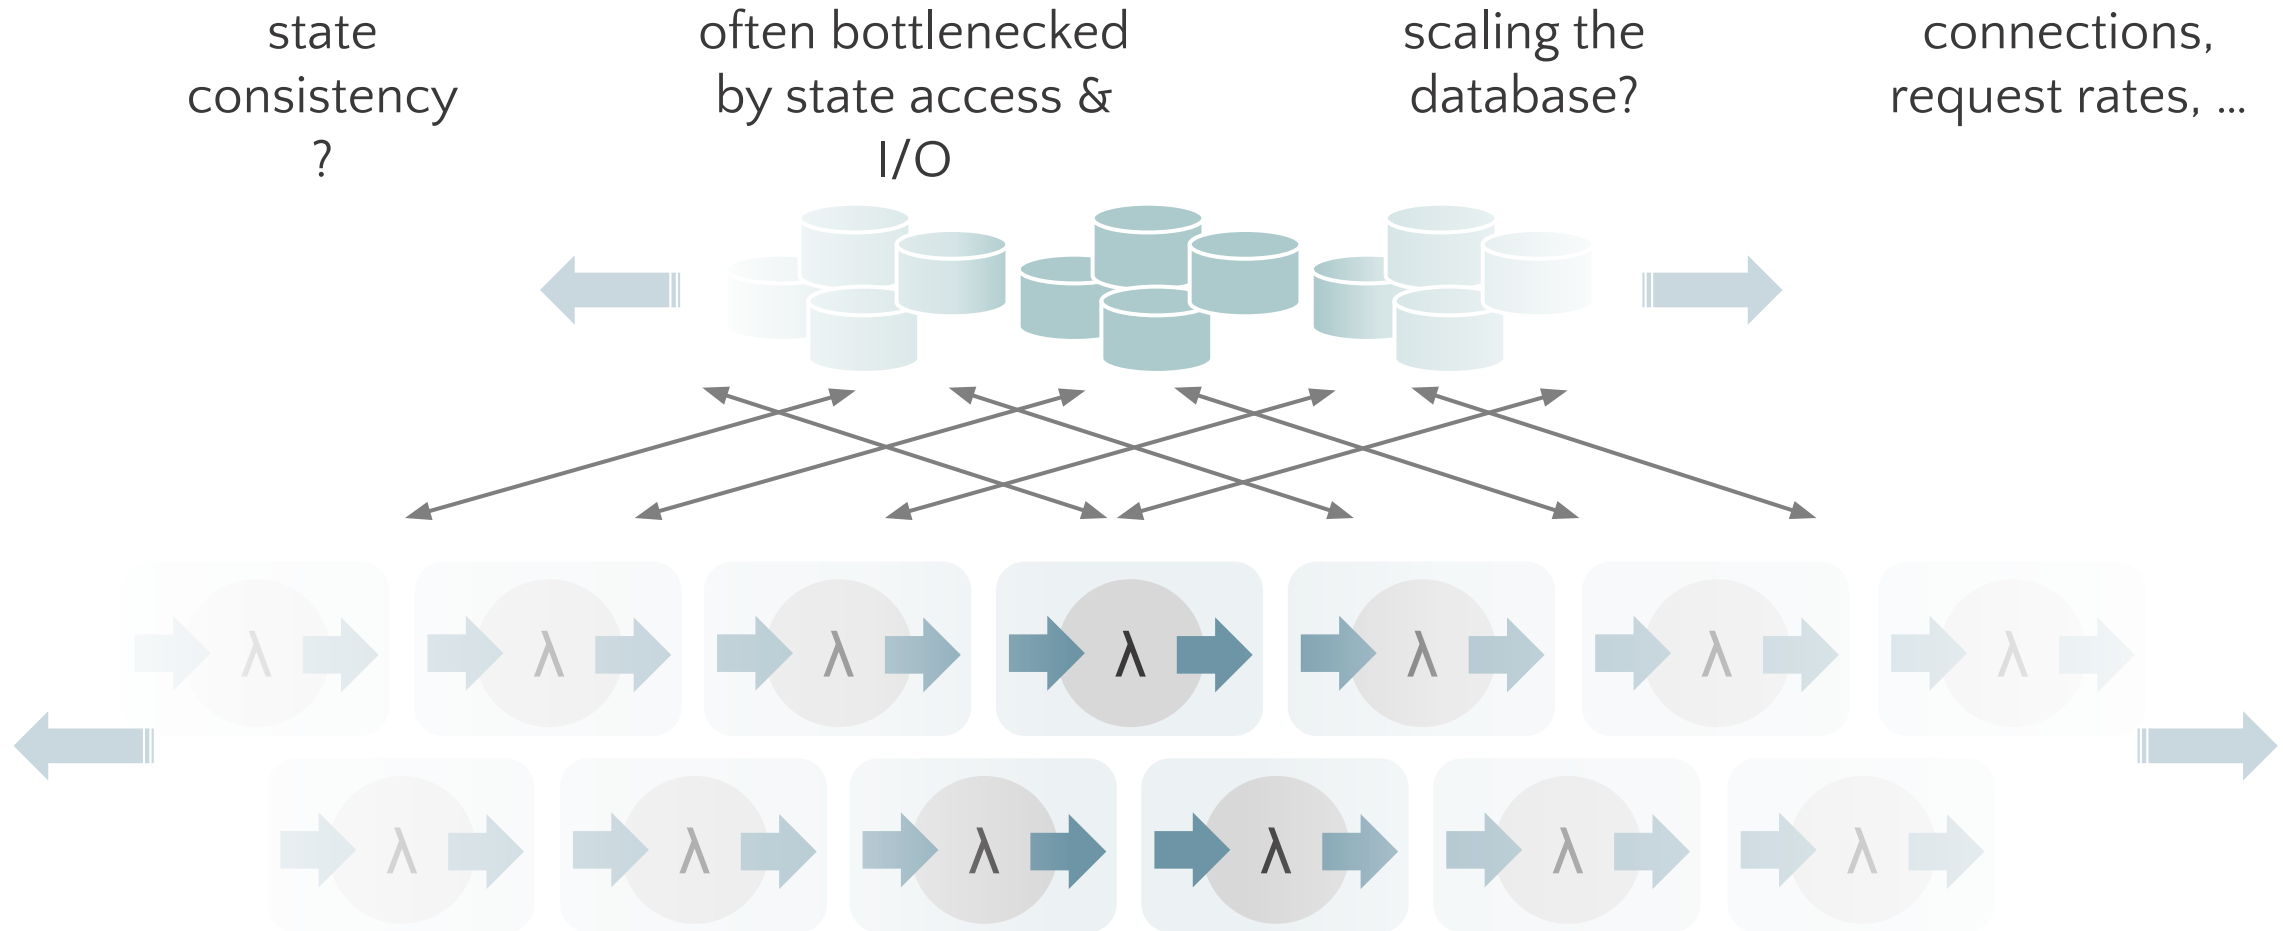 state
consistency
?
often bottlenecked
by state access &
I/O
scaling the
database?
connections,
request rates, ...
λ λ λ λ λ λ λ
λ λ λ λ λ λ